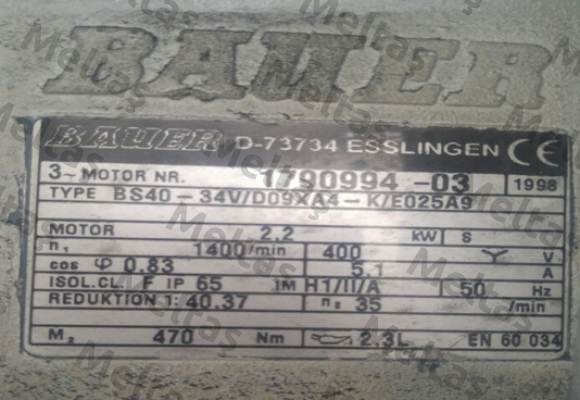 BAUER
BAUER D-73734 ESSLINGEN CE
3~ MOTOR NR. 1790994-03 1998
TYPE BS40-34V/D09XA4-K/E025A9
MOTOR 2,2 kW S
n₁ 1400/min 400 Y V
cos φ 0.83 5.1 A
ISOL.CL. F IP 65 IM H1/II/A 50 Hz
REDUKTION 1: 40.37 n₂ 35 /min
M₂ 470 Nm 2.3L EN 60 034
Meltaş